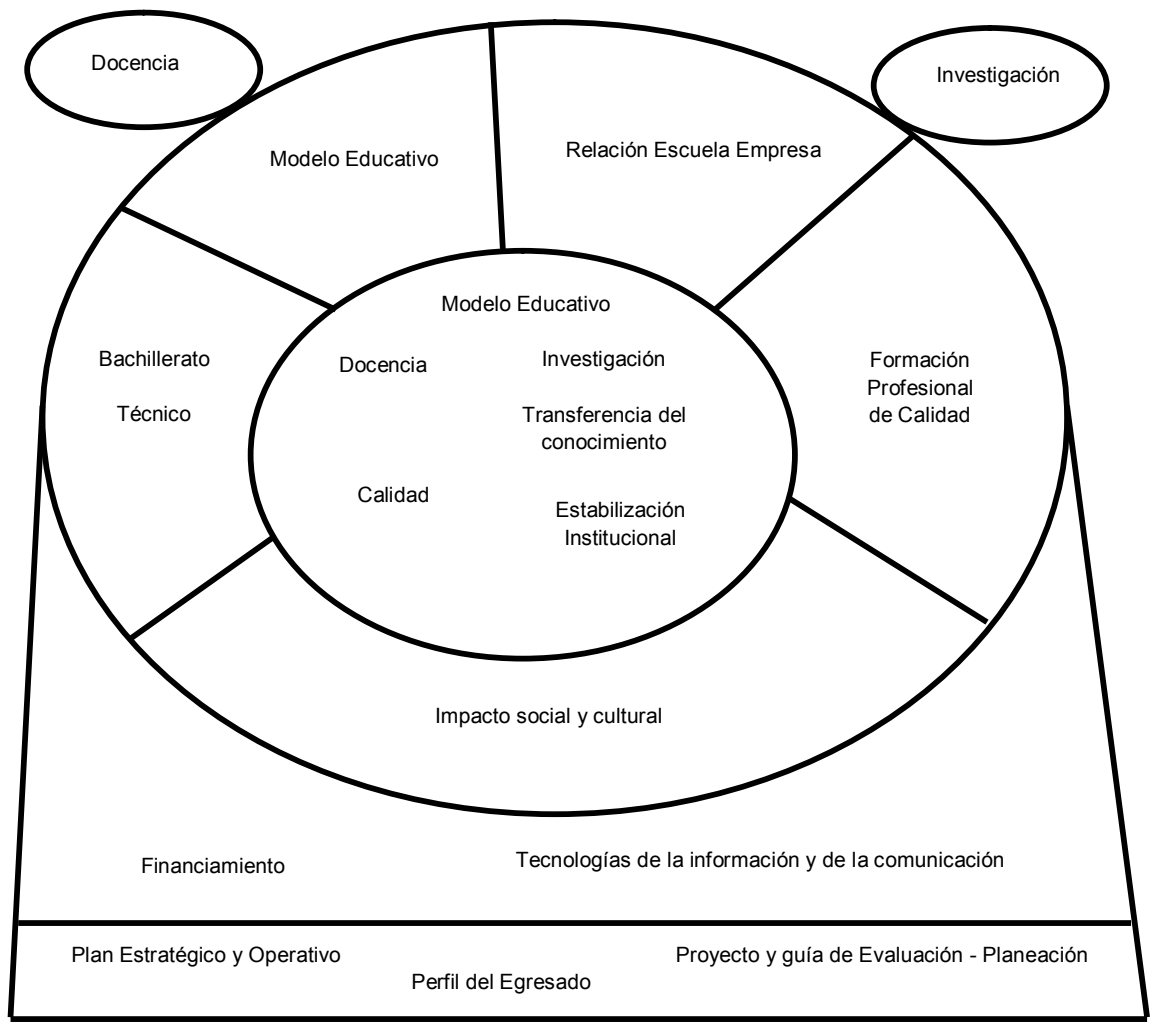 Docencia
Investigación
Modelo Educativo
Relación Escuela Empresa
Bachillerato
Técnico
Modelo Educativo
Docencia
Investigación
Transferencia del
conocimiento
Calidad
Estabilización
Institucional
Formación
Profesional
de Calidad
Impacto social y cultural
Financiamiento
Tecnologías de la información y de la comunicación
Plan Estratégico y Operativo
Proyecto y guía de Evaluación - Planeación
Perfil del Egresado